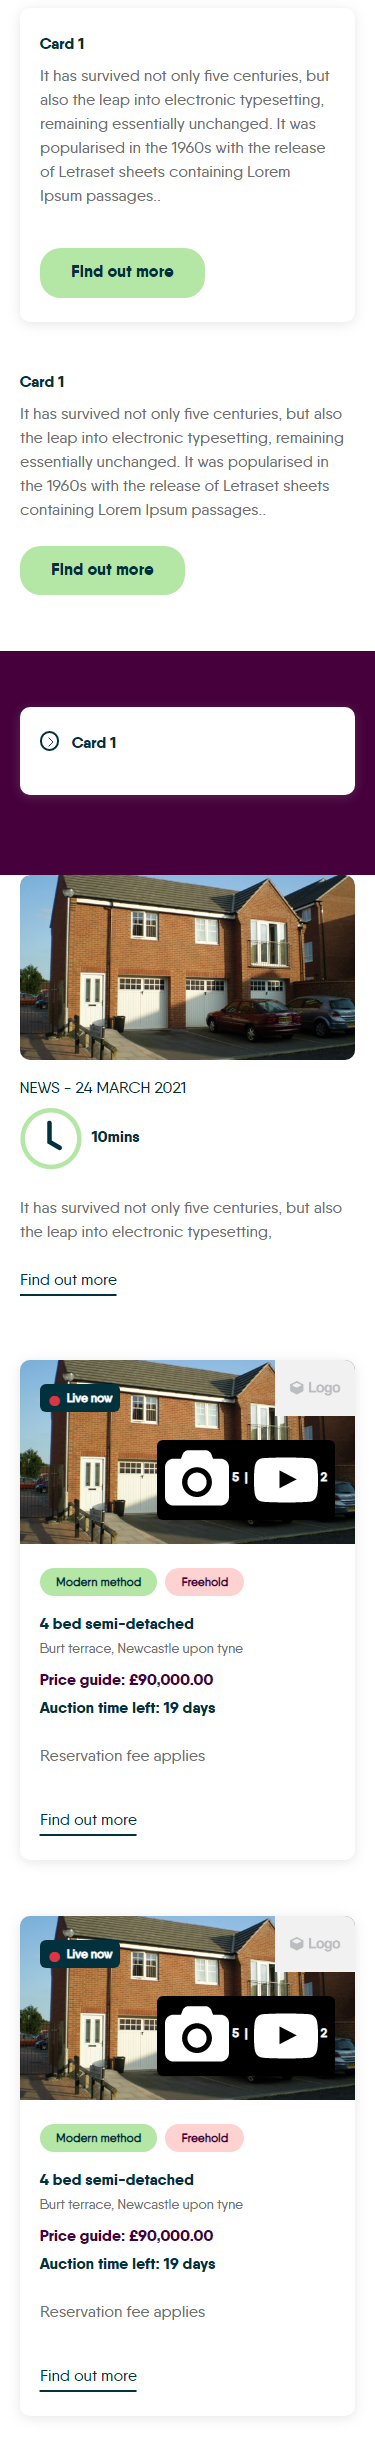 Card 1
It has survived not only five centuries, but
also the leap into electronic typesetting,
remaining essentially unchanged. It was
popularised in the 1960s with the release
of Letraset sheets containing Lorem
Ipsum passages..
Find out more
Card 1
It has survived not only five centuries, but also
the leap into electronic typesetting, remaining
essentially unchanged. It was popularised in
the 1960s with the release of Letraset sheets
containing Lorem Ipsum passages..
Find out more
Card 1
NEWS - 24 MARCH 2021
10mins
It has survived not only five centuries, but also
the leap into electronic typesetting,
Find out more
Live now
Logo
5 | 2
Modern method Freehold
4 bed semi-detached
Burt terrace, Newcastle upon tyne
Price guide: £90,000.00
Auction time left: 19 days
Reservation fee applies
Find out more
Live now
Logo
5 | 2
Modern method Freehold
4 bed semi-detached
Burt terrace, Newcastle upon tyne
Price guide: £90,000.00
Auction time left: 19 days
Reservation fee applies
Find out more